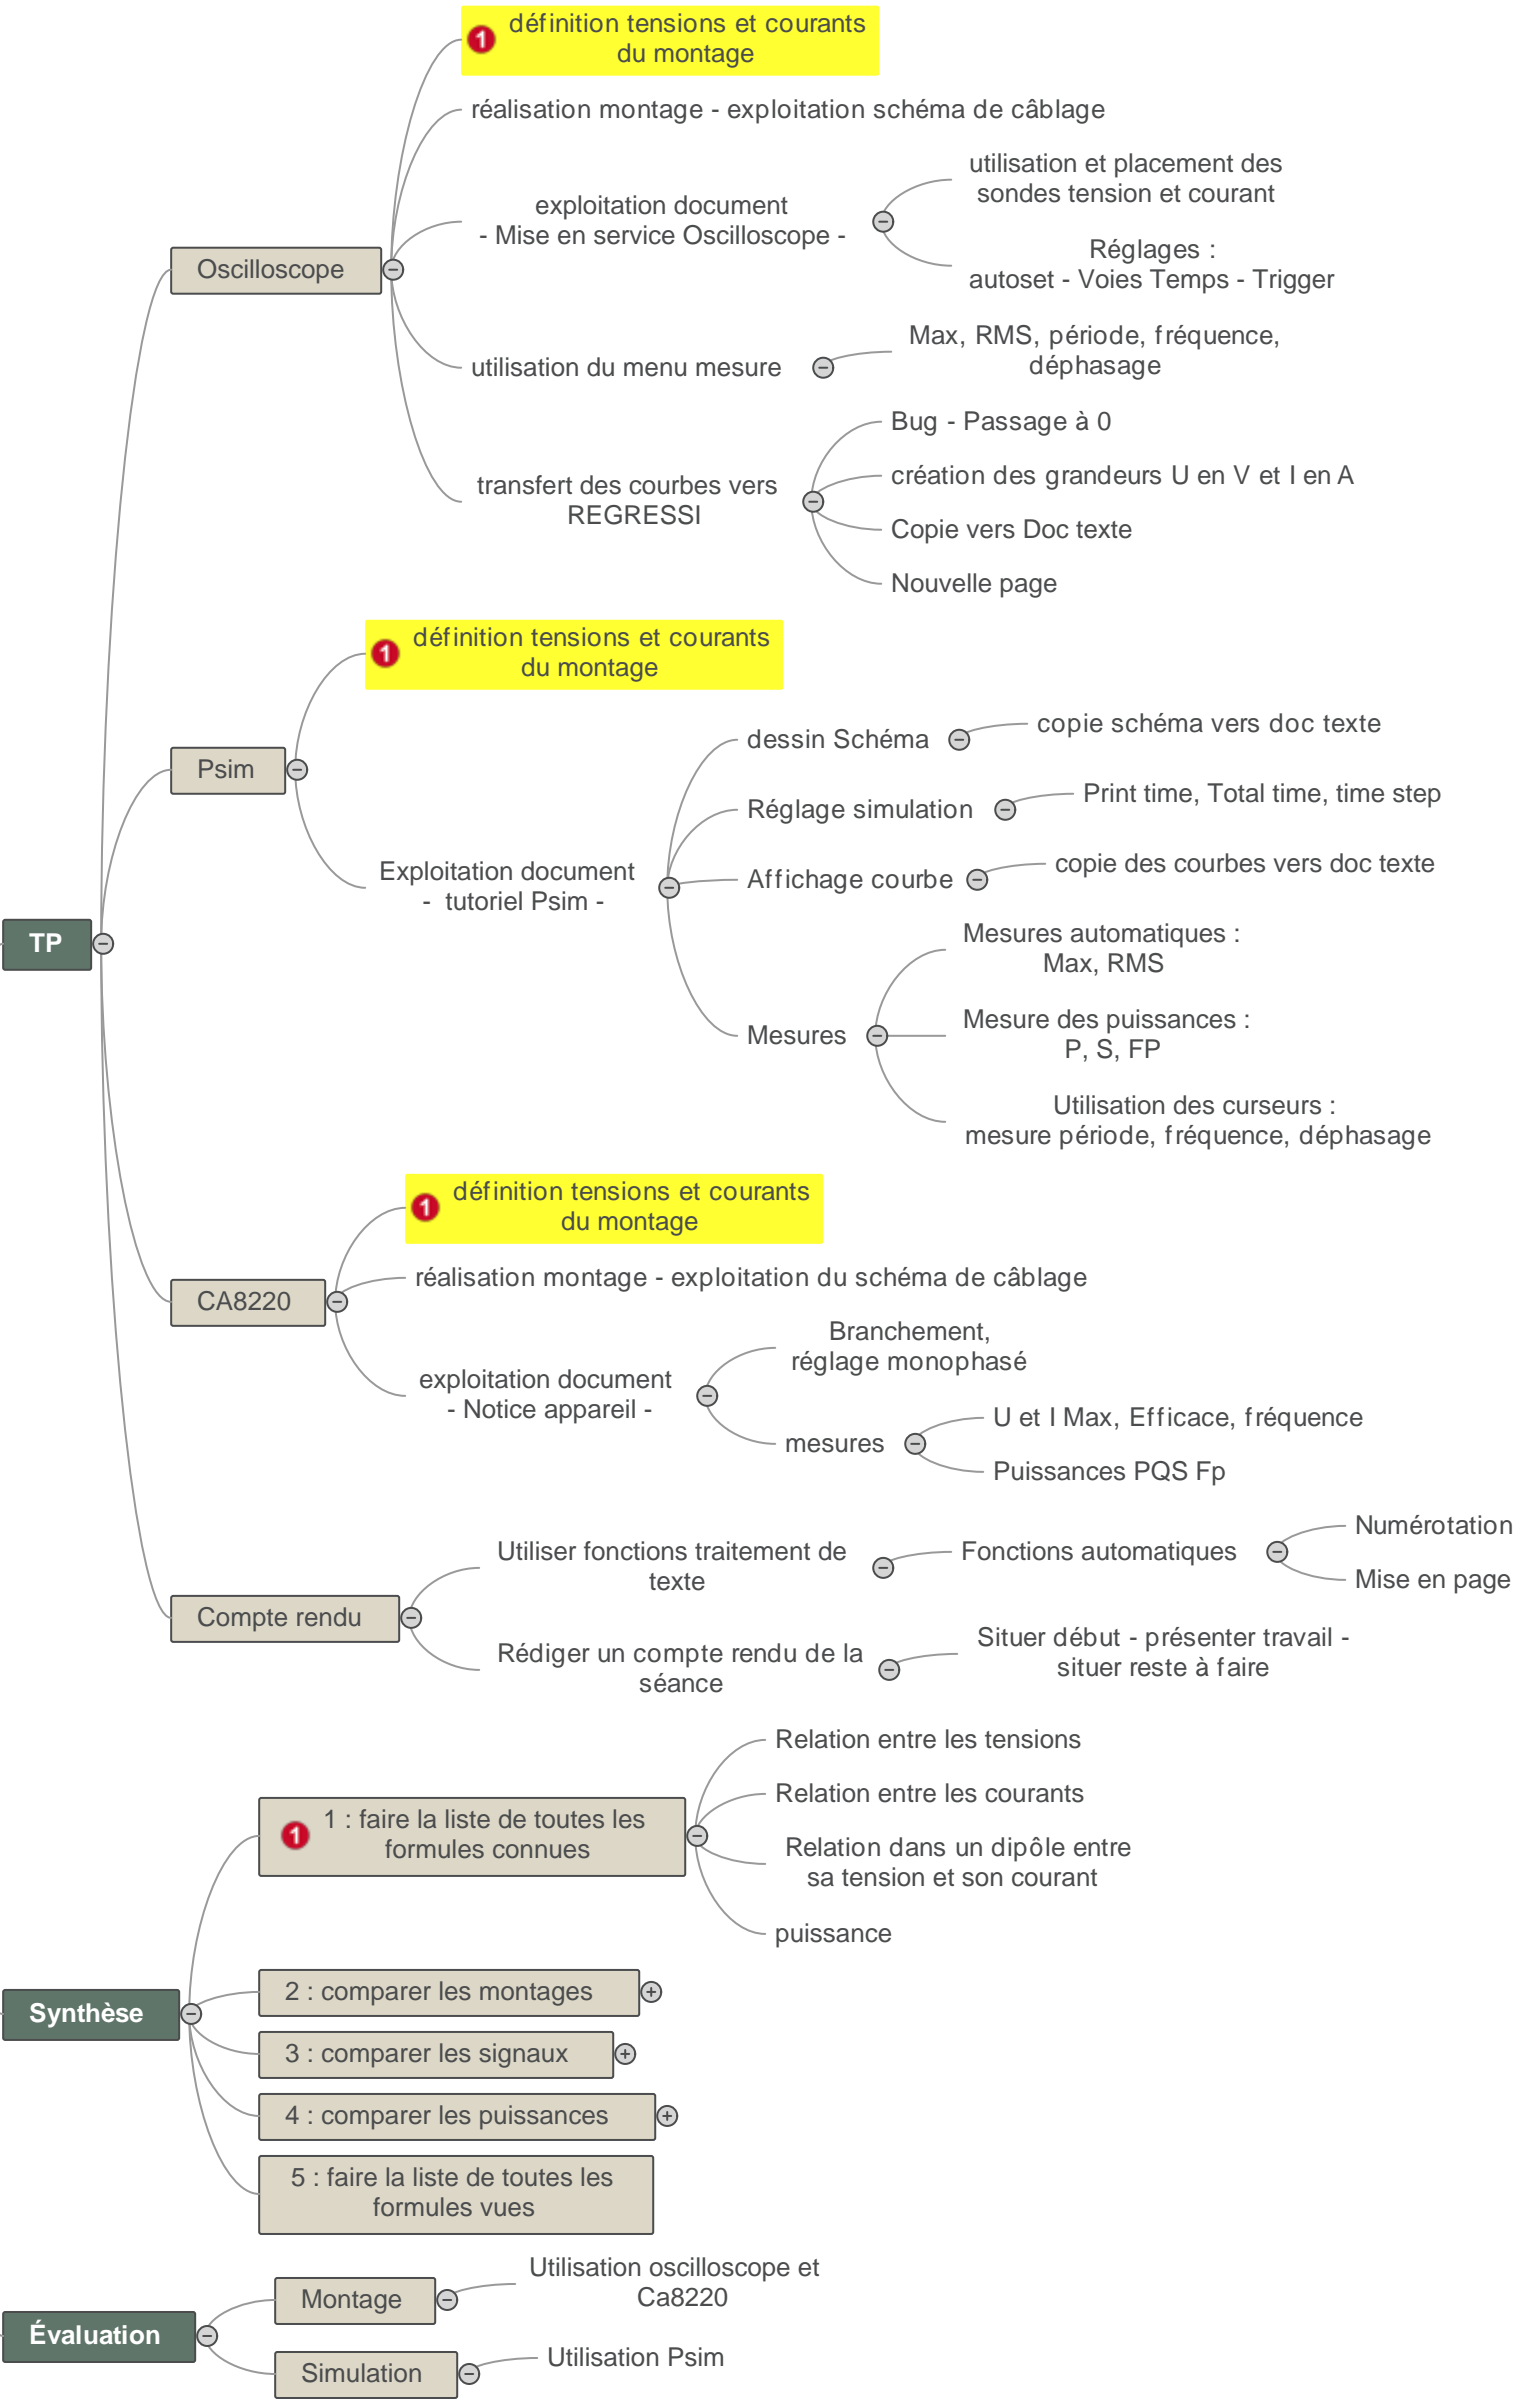 1
définition tensions et courants
du montage
réalisation montage - exploitation schéma de câblage
exploitation document
- Mise en service Oscilloscope -
utilisation et placement des
sondes tension et courant
Réglages :
autoset - Voies Temps - Trigger
Oscilloscope
utilisation du menu mesure
Max, RMS, période, fréquence,
déphasage
transfert des courbes vers
REGRESSI
Bug - Passage à 0
création des grandeurs U en V et I en A
Copie vers Doc texte
Nouvelle page
1
définition tensions et courants
du montage
Psim
Exploitation document
- tutoriel Psim -
dessin Schéma
copie schéma vers doc texte
Réglage simulation
Print time, Total time, time step
Affichage courbe
copie des courbes vers doc texte
Mesures
Mesures automatiques :
Max, RMS
Mesure des puissances :
P, S, FP
Utilisation des curseurs :
mesure période, fréquence, déphasage
TP
1
définition tensions et courants
du montage
réalisation montage - exploitation du schéma de câblage
CA8220
exploitation document
- Notice appareil -
Branchement,
réglage monophasé
mesures
U et I Max, Efficace, fréquence
Puissances PQS Fp
Compte rendu
Utiliser fonctions traitement de
texte
Fonctions automatiques
Numérotation
Mise en page
Rédiger un compte rendu de la
séance
Situer début - présenter travail -
situer reste à faire
1
1 : faire la liste de toutes les
formules connues
Relation entre les tensions
Relation entre les courants
Relation dans un dipôle entre
sa tension et son courant
puissance
Synthèse
2 : comparer les montages
3 : comparer les signaux
4 : comparer les puissances
5 : faire la liste de toutes les
formules vues
Évaluation
Montage
Utilisation oscilloscope et
Ca8220
Simulation
Utilisation Psim